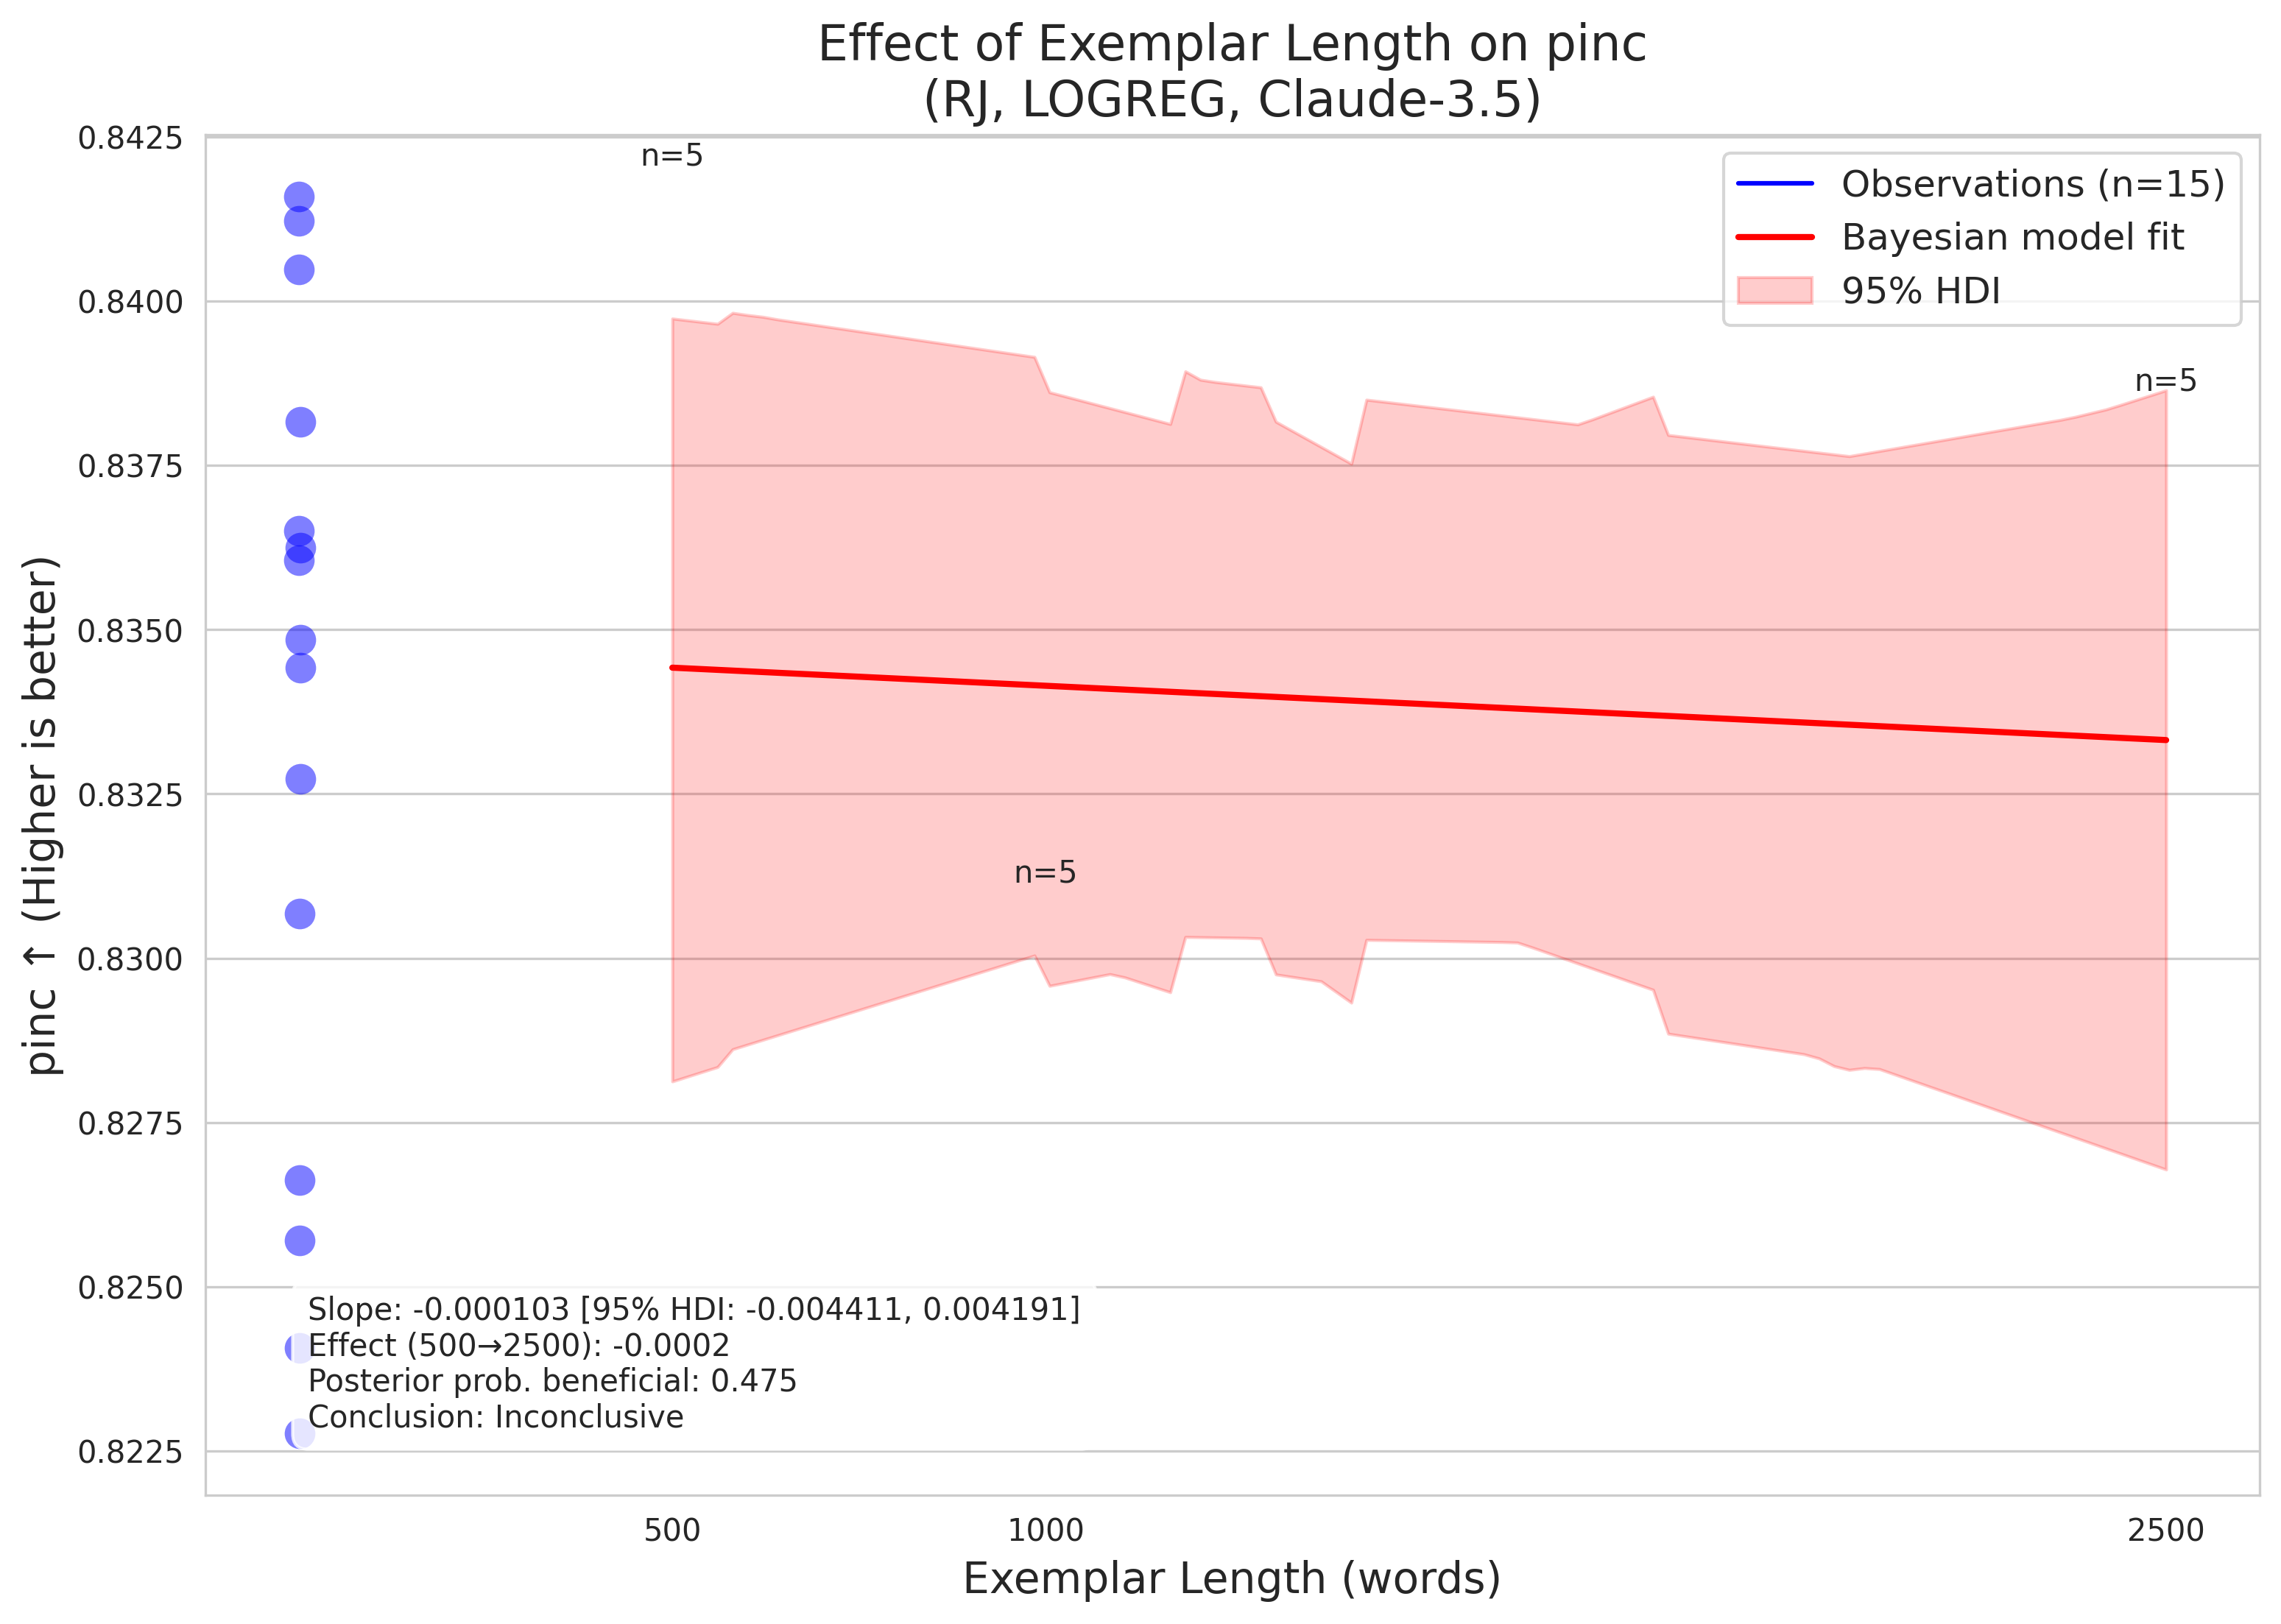 Effect of Exemplar Length on pinc
(RJ, LOGREG, Claude-3.5)
pinc ↑ (Higher is better)
0.8425
0.8400
0.8375
0.8350
0.8325
0.8300
0.8275
0.8250
0.8225
n=5
n=5
n=5
Observations (n=15)
Bayesian model fit
95% HDI
Slope: -0.000103 [95% HDI: -0.004411, 0.004191]
Effect (500→2500): -0.0002
Posterior prob. beneficial: 0.475
Conclusion: Inconclusive
500
1000
2500
Exemplar Length (words)